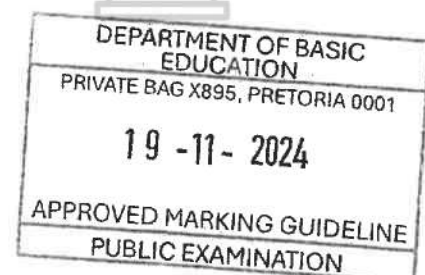 DEPARTMENT OF BASIC
EDUCATION
PRIVATE BAG X895, PRETORIA 0001
19 -11- 2024
APPROVED MARKING GUIDELINE
PUBLIC EXAMINATION